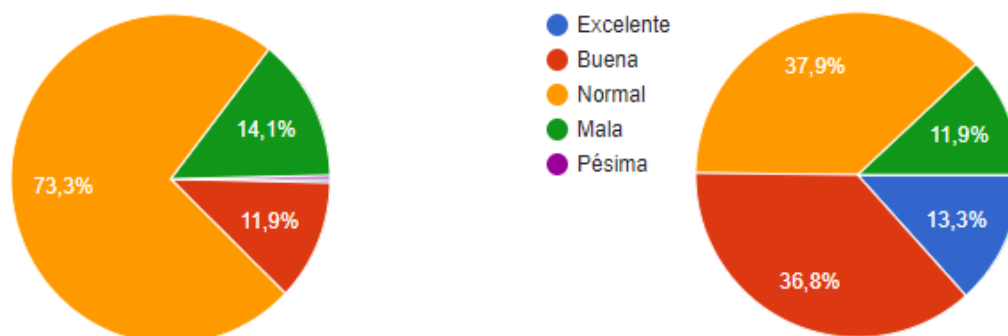 73,3%
14,1%
11,9%
Excelente
Buena
Normal
Mala
Pésima
37,9%
11,9%
13,3%
36,8%